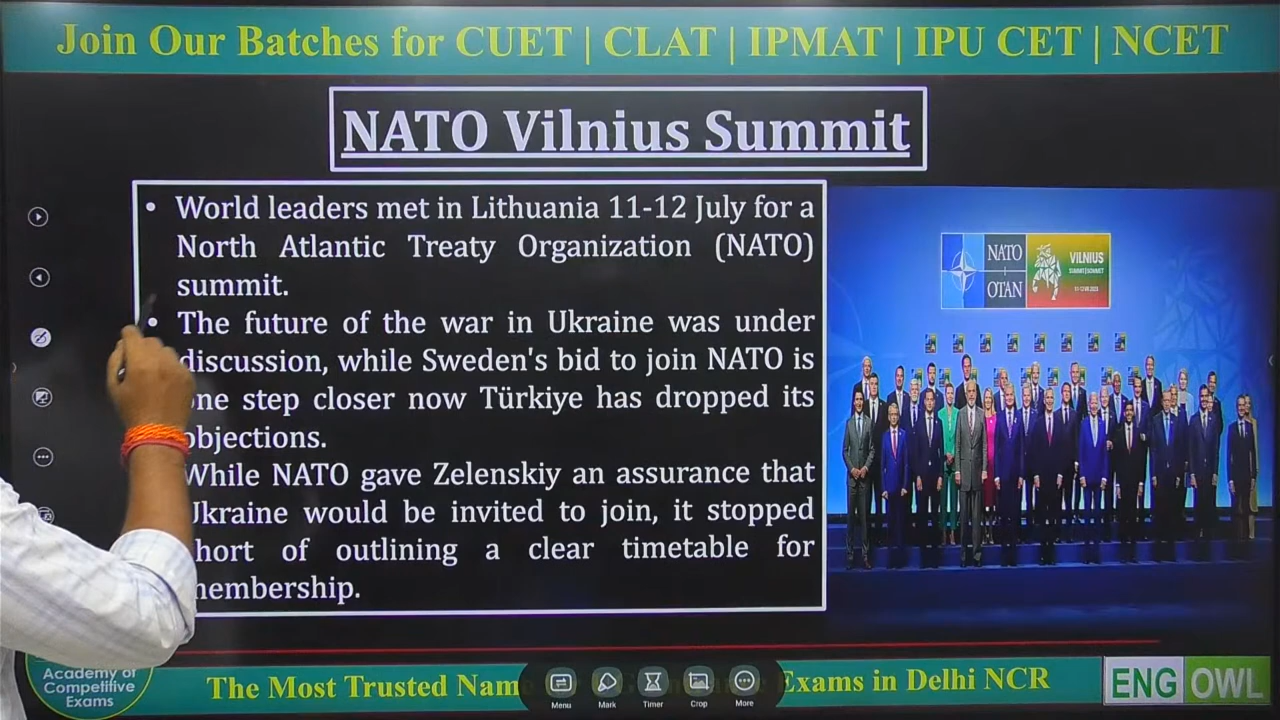 Join Our Batches for CUET | CLAT | IPMAT | IPU CET | NCET
NATO Vilnius Summit
• World leaders met in Lithuania 11-12 July for a
North Atlantic Treaty Organization (NATO)
summit.
• The future of the war in Ukraine was under
discussion, while Sweden's bid to join NATO is
one step closer now Türkiye has dropped its
objections.
While NATO gave Zelenskiy an assurance that
Ukraine would be invited to join, it stopped
short of outlining a clear timetable for
membership.
NATO
OTAN
VILNIUS
SUMMIT|SOMMET
Academy of
Competitive
Exams
The Most Trusted Name
Exams in Delhi NCR
Menu
Mark
Timer
Crop
More
ENG OWL